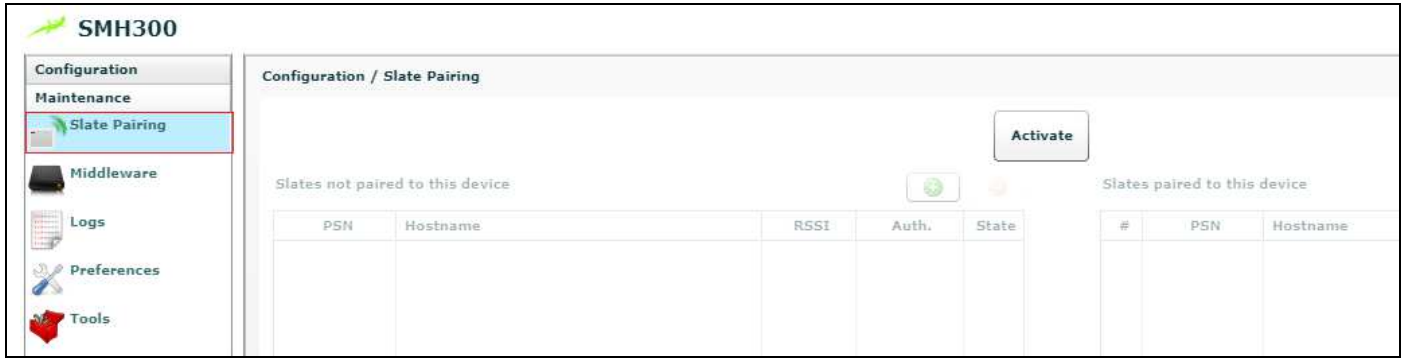 SMH300
Configuration
Maintenance
Slate Pairing
Middleware
Logs
Preferences
Tools
Configuration / Slate Pairing
Activate
Slates not paired to this device
PSN Hostname RSSI Auth. State
Slates paired to this device
# PSN Hostname